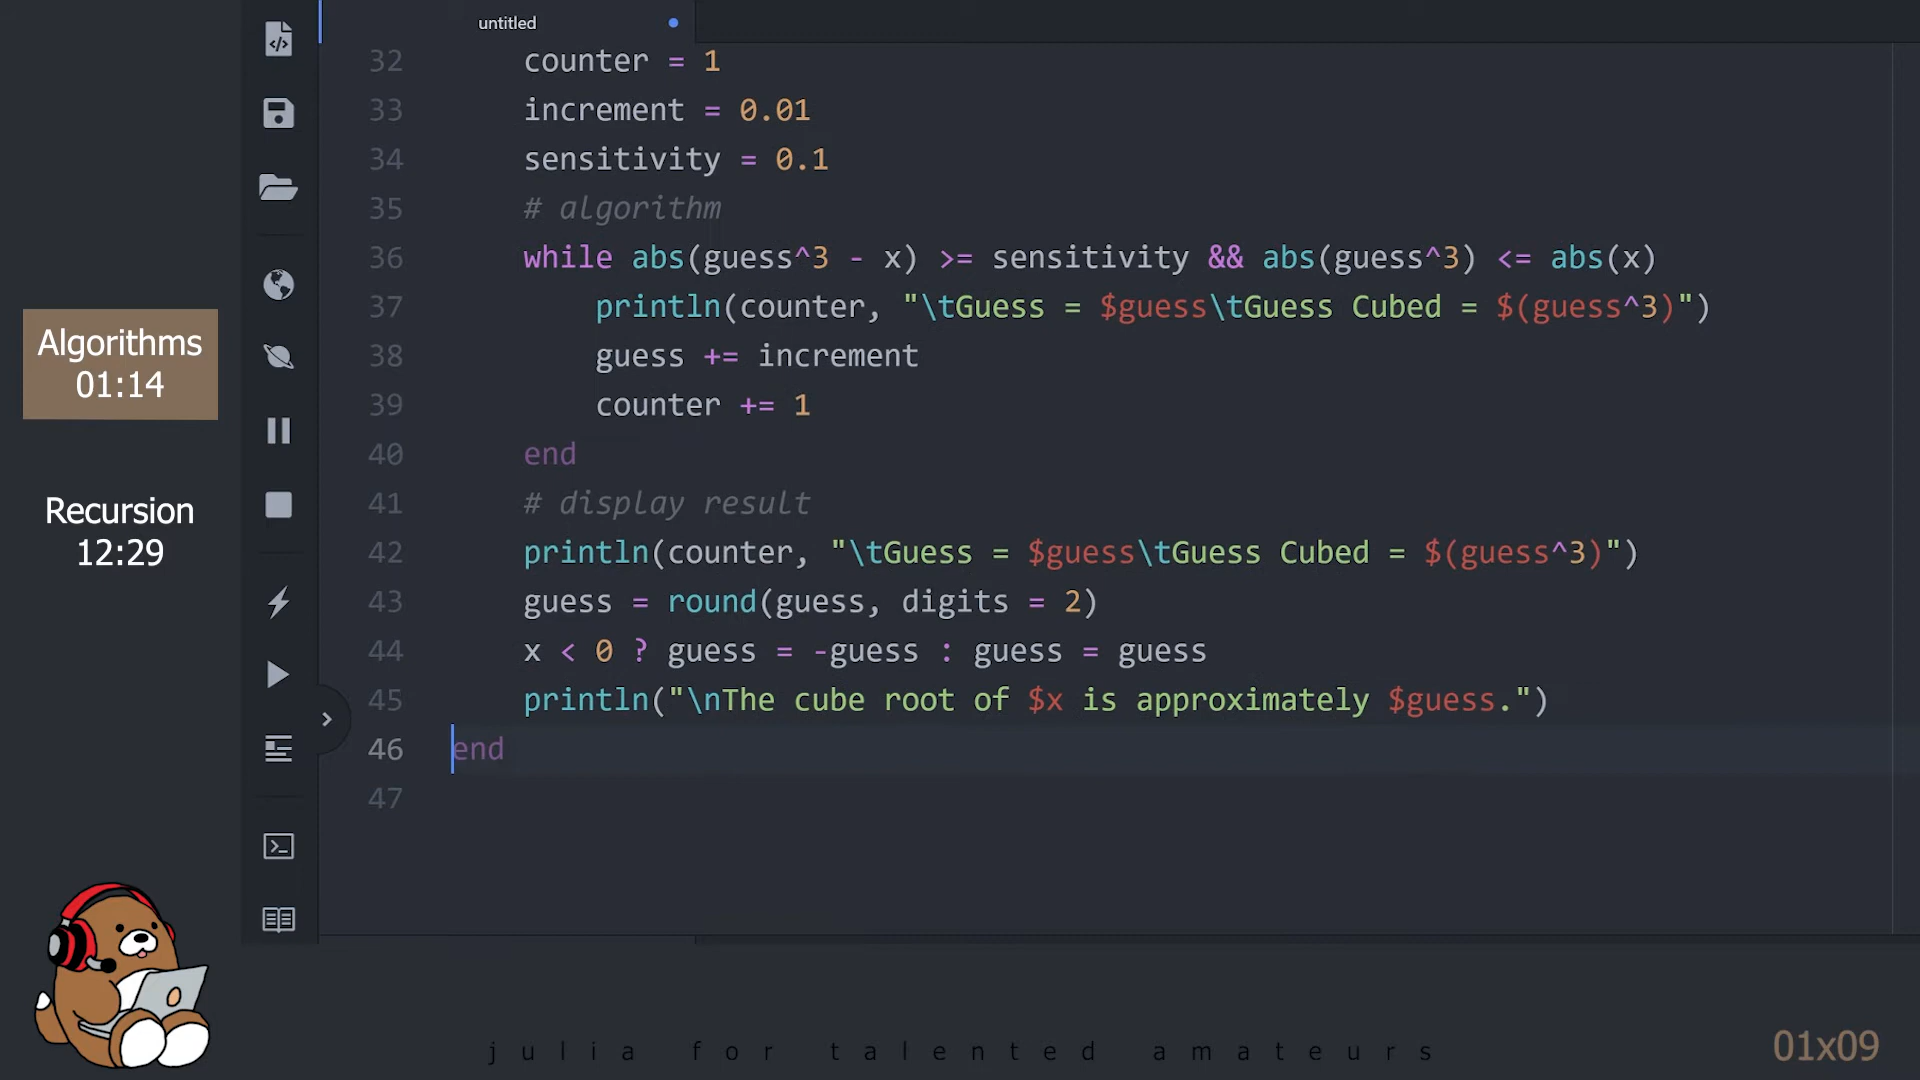 untitled
32 counter = 1
33 increment = 0.01
34 sensitivity = 0.1
35 # algorithm
36 while abs(guess^3 - x) >= sensitivity && abs(guess^3) <= abs(x)
37 println(counter, "\tGuess = $guess\tGuess Cubed = $(guess^3)")
38 guess += increment
39 counter += 1
40 end
41 # display result
42 println(counter, "\tGuess = $guess\tGuess Cubed = $(guess^3)")
43 guess = round(guess, digits = 2)
44 x < 0 ? guess = -guess : guess = guess
45 println("\nThe cube root of $x is approximately $guess.")
46 end
47
Algorithms
01:14
Recursion
12:29
julia for talented amateurs
01x09